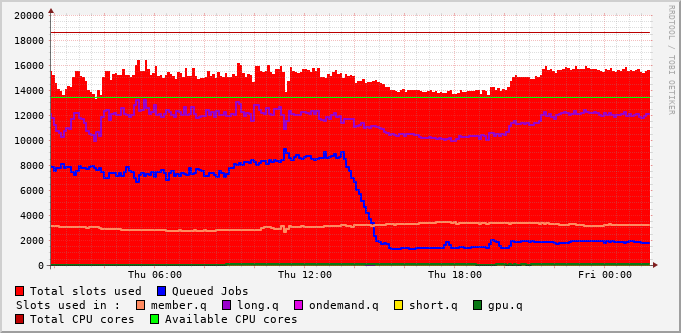 20000
18000
16000
14000
12000
10000
8000
6000
4000
2000
0
Thu 06:00 Thu 12:00 Thu 18:00 Fri 00:00
RRDTOOL / TOBI OETIKER
Total slots used Queued Jobs
Slots used in : member.q long.q ondemand.q short.q gpu.q
Total CPU cores Available CPU cores